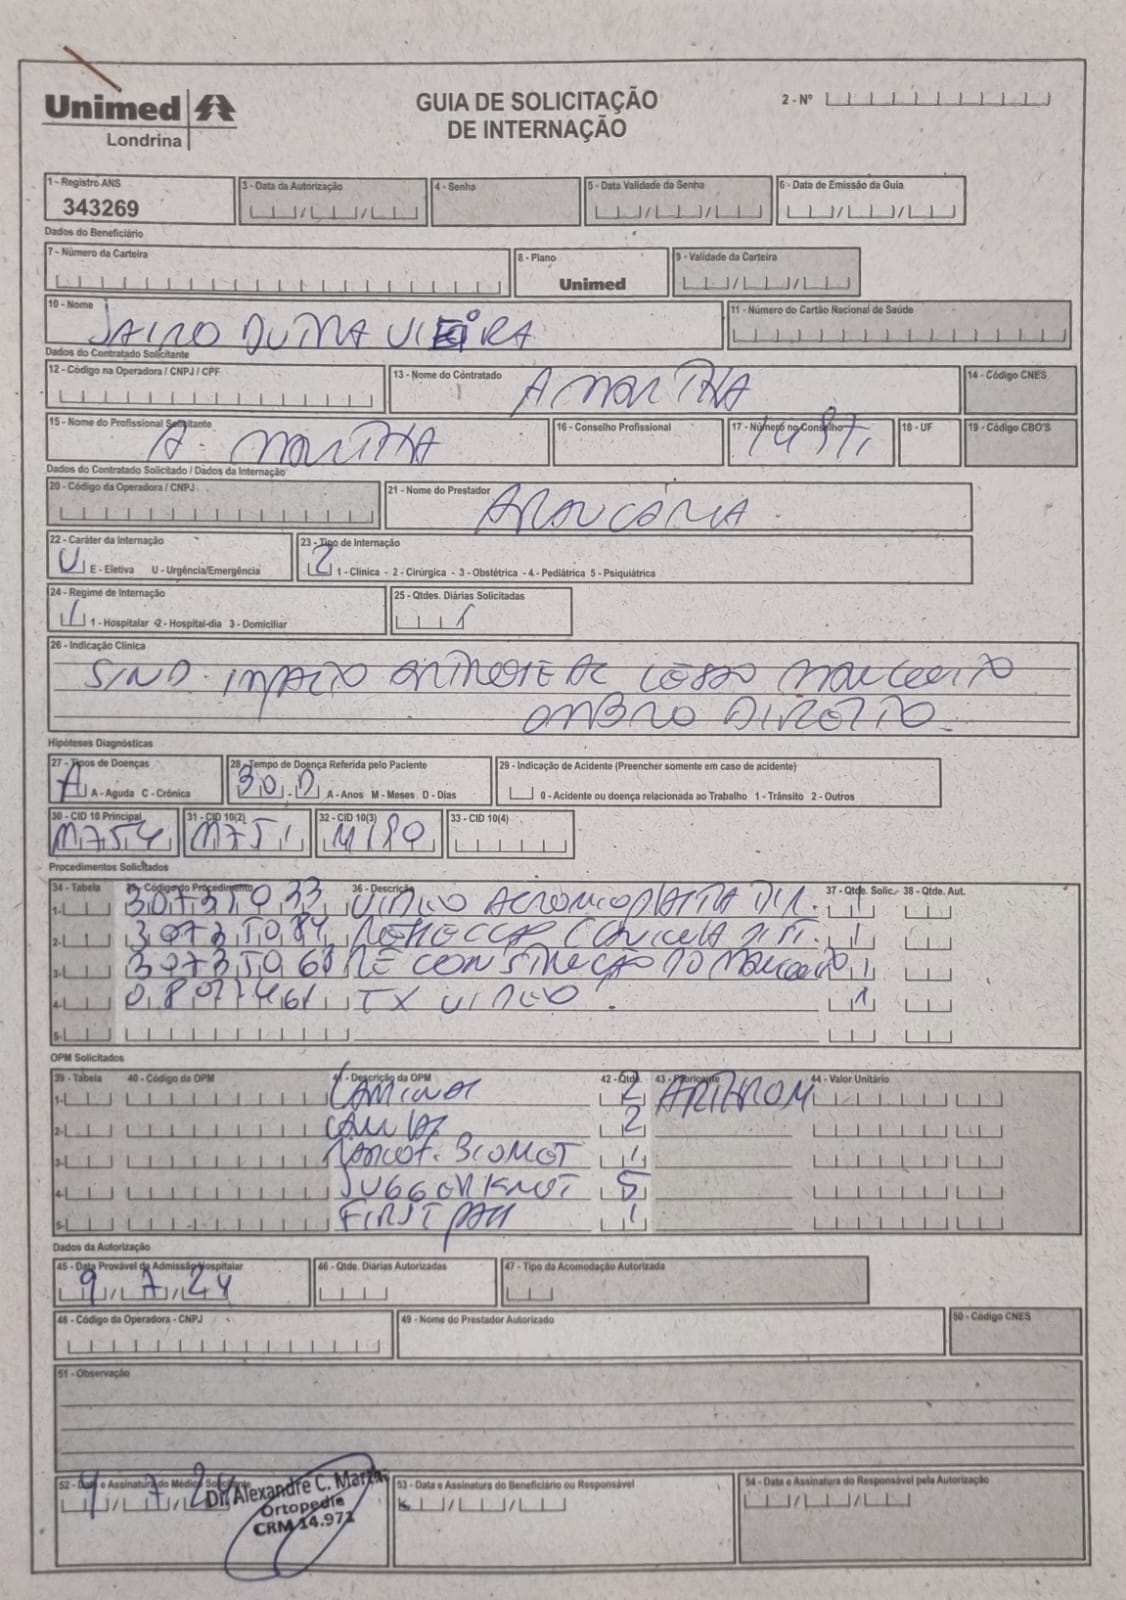 Unimed
Londrina
GUIA DE SOLICITAÇÃO
DE INTERNAÇÃO
2 - Nº
1 - Registro ANS
343269
3 - Data da Autorização
4 - Senha
5 - Data Validade da Senha
6 - Data de Emissão da Guia
Dados do Beneficiário
7 - Número da Carteira
8 - Plano
Unimed
9 - Validade da Carteira
10 - Nome
JAIRO DUTRA VIEIRA
11 - Número do Cartão Nacional de Saúde
Dados do Contratado Solicitante
12 - Código na Operadora / CNPJ / CPF
13 - Nome do Contratado
A MARTHA
14 - Código CNES
15 - Nome do Profissional Solicitante
A. MARTHA
16 - Conselho Profissional
17 - Número no Conselho
14971
18 - UF
19 - Código CBO'S
Dados do Contratado Solicitado / Dados da Internação
20 - Código da Operadora / CNPJ
21 - Nome do Prestador
ARAUCÁRIA
22 - Caráter da Internação
U E - Eletiva U - Urgência/Emergência
23 - Tipo de Internação
2 1 - Clínica - 2 - Cirúrgica - 3 - Obstétrica - 4 - Pediátrica 5 - Psiquiátrica
24 - Regime de Internação
1 1 - Hospitalar 2 - Hospital-dia 3 - Domiciliar
25 - Qtdes. Diárias Solicitadas
1
26 - Indicação Clínica
SIND. IMPACTO ARTROSE AC LESÃO MANGUITO
OMBRO DIREITO
Hipóteses Diagnósticas
27 - Tipos de Doenças
A A - Aguda C - Crônica
28 - Tempo de Doença Referida pelo Paciente
30 D A - Anos M - Meses D - Dias
29 - Indicação de Acidente (Preencher somente em caso de acidente)
0 - Acidente ou doença relacionada ao Trabalho 1 - Trânsito 2 - Outros
30 - CID 10 Principal
M754
31 - CID 10(2)
M751
32 - CID 10(3)
M190
33 - CID 10(4)
Procedimentos Solicitados
34 - Tabela
35 - Código do Procedimento
36 - Descrição
37 - Qtde. Solic.
38 - Qtde. Aut.
1- 30735033 VIDEO ACROMIOPLASTIA DIR. 1
2- 30735084 CLAVICULA DIST. 1
3- 30735068 RECONSTRUÇÃO DO MANGUITO 1
4- TX VIDEO. 1
5-
OPM Solicitados
39 - Tabela
40 - Código da OPM
41 - Descrição da OPM
42 - Qtde.
43 - Fabricante
44 - Valor Unitário
1- LAMINA 2 ARTHROM
2- CANULA 2
3- BIOMET 1
4- JUGGERKNOT 5
5- FIRST PASS 1
Dados da Autorização
45 - Data Provável da Admissão Hospitalar
9/7/24
46 - Qtde. Diárias Autorizadas
47 - Tipo da Acomodação Autorizada
48 - Código da Operadora - CNPJ
49 - Nome do Prestador Autorizado
50 - Código CNES
51 - Observação
52 - Data e Assinatura do Médico Solicitante
7/24
Dr. Alexandre C. Martha
Ortopedia
CRM 14.971
53 - Data e Assinatura do Beneficiário ou Responsável
54 - Data e Assinatura do Responsável pela Autorização